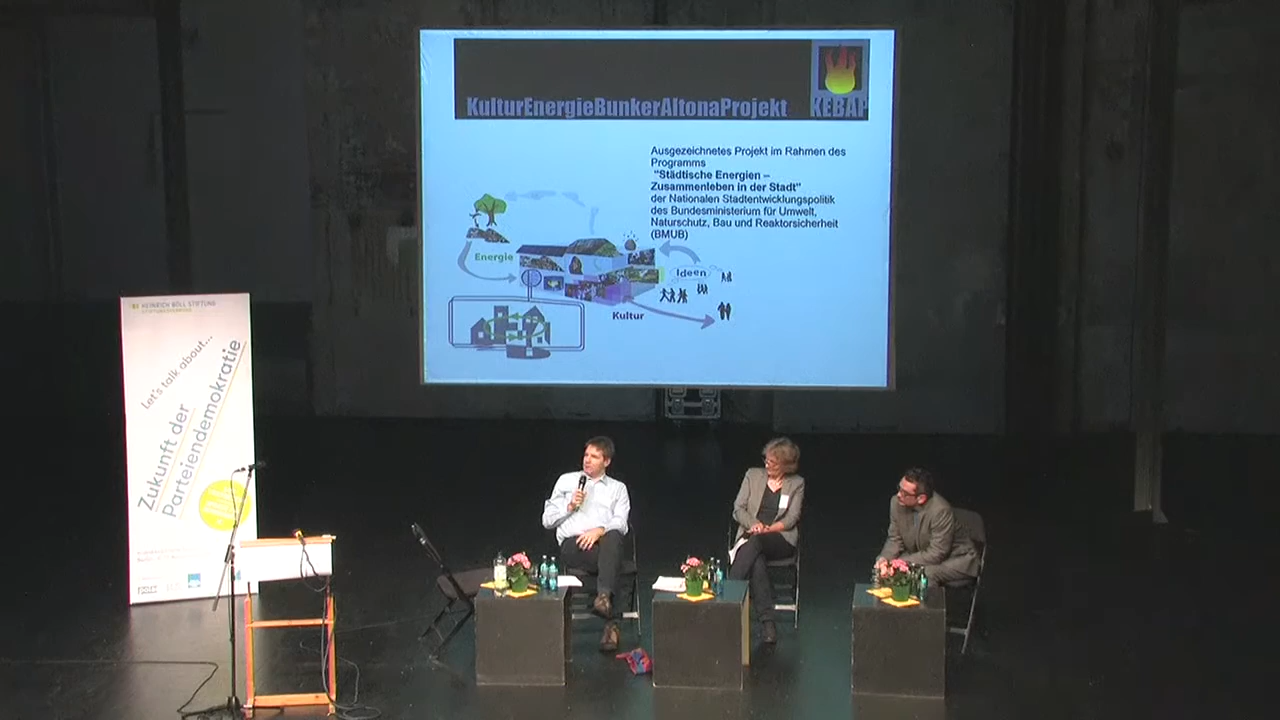 KulturEnergieBunkerAltonaProjekt
KEBAP
Ausgezeichnetes Projekt im Rahmen des
Programms
"Städtische Energien –
Zusammenleben in der Stadt"
der Nationalen Stadtentwicklungspolitik
des Bundesministerium für Umwelt,
Naturschutz, Bau und Reaktorsicherheit
(BMUB)
Energie
Ideen
Kultur
HEINRICH BÖLL STIFTUNG
Let's talk about...
Zukunft der
Parteiendemokratie